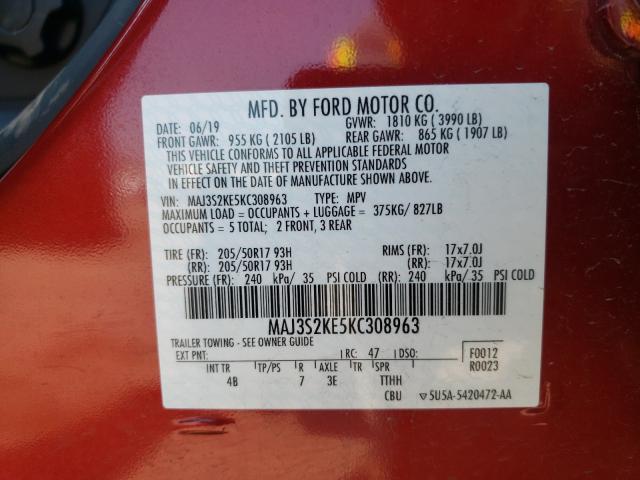 MFD. BY FORD MOTOR CO.
DATE: 06/19 GVWR: 1810 KG ( 3990 LB)
FRONT GAWR: 955 KG ( 2105 LB) REAR GAWR: 865 KG ( 1907 LB)
THIS VEHICLE CONFORMS TO ALL APPLICABLE FEDERAL MOTOR
VEHICLE SAFETY AND THEFT PREVENTION STANDARDS
IN EFFECT ON THE DATE OF MANUFACTURE SHOWN ABOVE.
VIN: MAJ3S2KE5KC308963 TYPE: MPV
MAXIMUM LOAD = OCCUPANTS + LUGGAGE = 375KG/ 827LB
OCCUPANTS = 5 TOTAL; 2 FRONT, 3 REAR
TIRE (FR): 205/50R17 93H RIMS (FR): 17x7.0J
(RR): 205/50R17 93H (RR): 17x7.0J
PRESSURE (FR): 240 kPa/ 35 PSI COLD (RR): 240 kPa/ 35 PSI COLD
MAJ3S2KE5KC308963
TRAILER TOWING - SEE OWNER GUIDE
EXT PNT: RC: 47 DSO: F0012
R0023
INT TR TP/PS R AXLE TR SPR
4B 7 3E TTHH
CBU ▽5U5A-5420472-AA